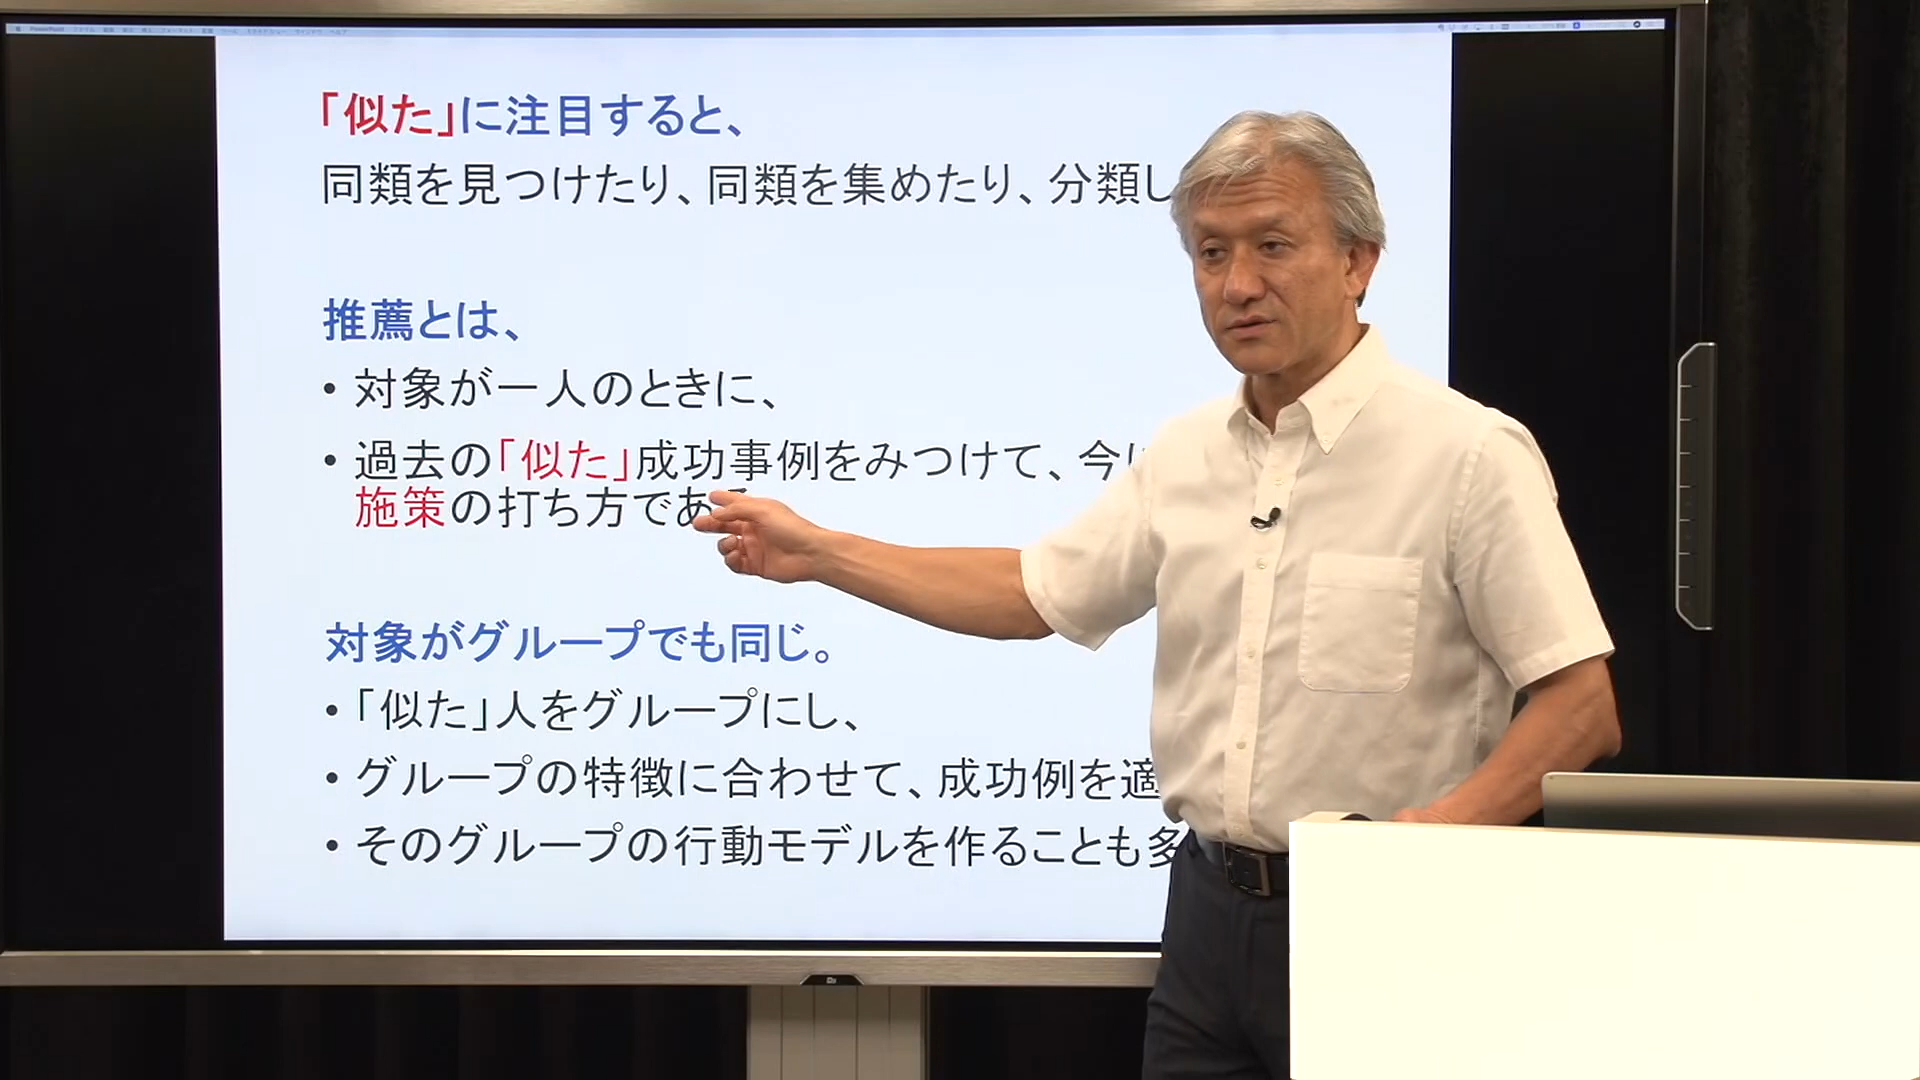 PowerPoint
「似た」に注目すると、
同類を見つけたり、同類を集めたり、分類し
推薦とは、
• 対象が一人のときに、
• 過去の「似た」成功事例をみつけて、今
施策の打ち方であ
対象がグループでも同じ。
• 「似た」人をグループにし、
• グループの特徴に合わせて、成功例を適
• そのグループの行動モデルを作ることも多